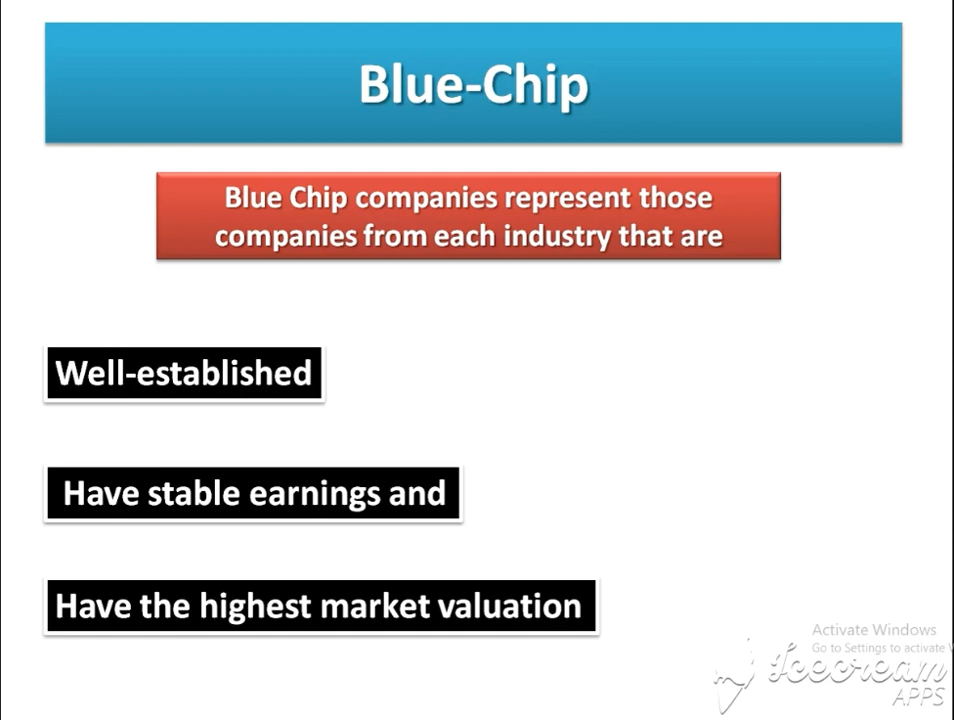 Blue-Chip
Blue Chip companies represent those
companies from each industry that are
Well-established
Have stable earnings and
Have the highest market valuation
Activate Windows
Go to Settings to activate W
Icecream
APPS